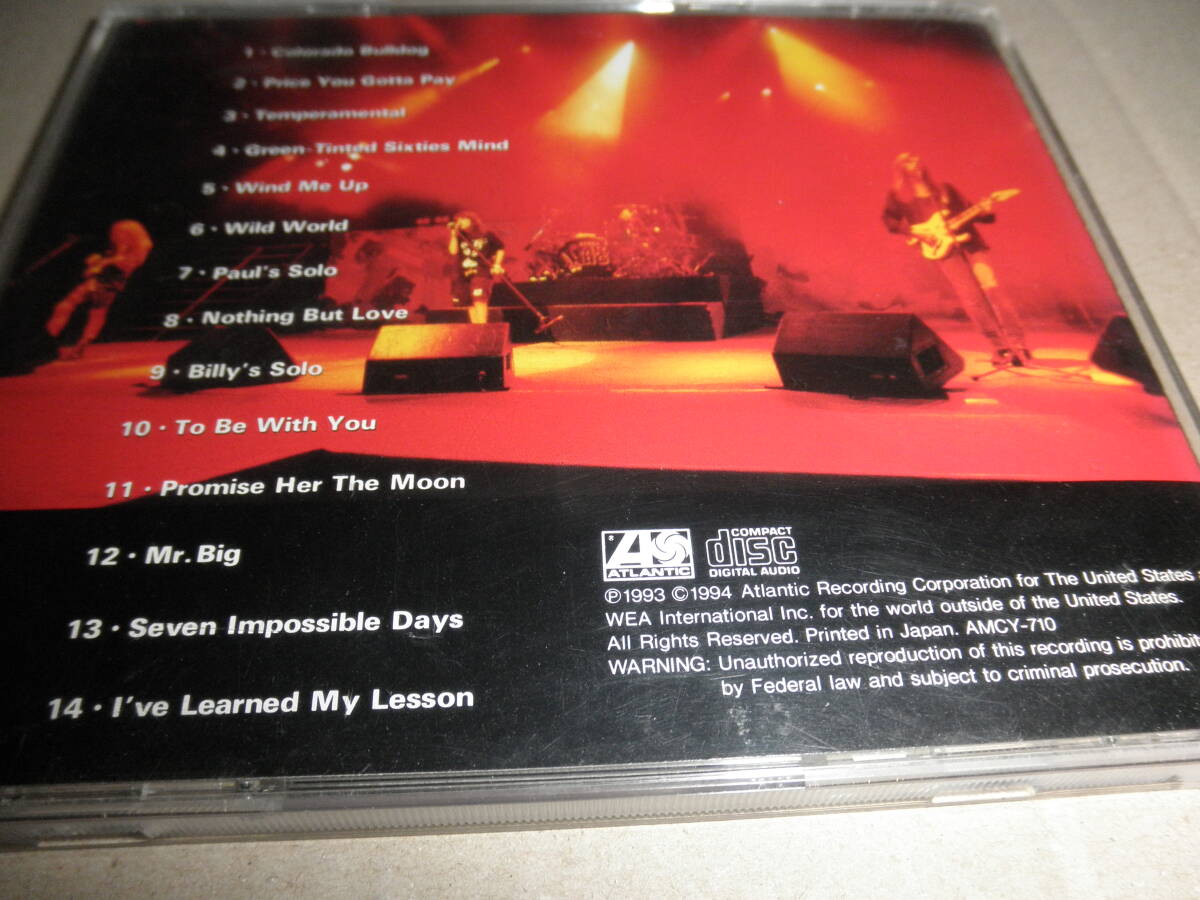 1 · Colorado Bulldog
2 · Price You Gotta Pay
3 · Temperamental
4 · Green-Tinted Sixties Mind
5 · Wind Me Up
6 · Wild World
7 · Paul's Solo
8 · Nothing But Love
9 · Billy's Solo
10 · To Be With You
11 · Promise Her The Moon
12 · Mr. Big
13 · Seven Impossible Days
14 · I've Learned My Lesson
® ATLANTIC
COMPACT
disc
DIGITAL AUDIO
℗1993 ©1994 Atlantic Recording Corporation for The United States
WEA International Inc. for the world outside of the United States.
All Rights Reserved. Printed in Japan. AMCY-710
WARNING: Unauthorized reproduction of this recording is prohibit
by Federal law and subject to criminal prosecution.